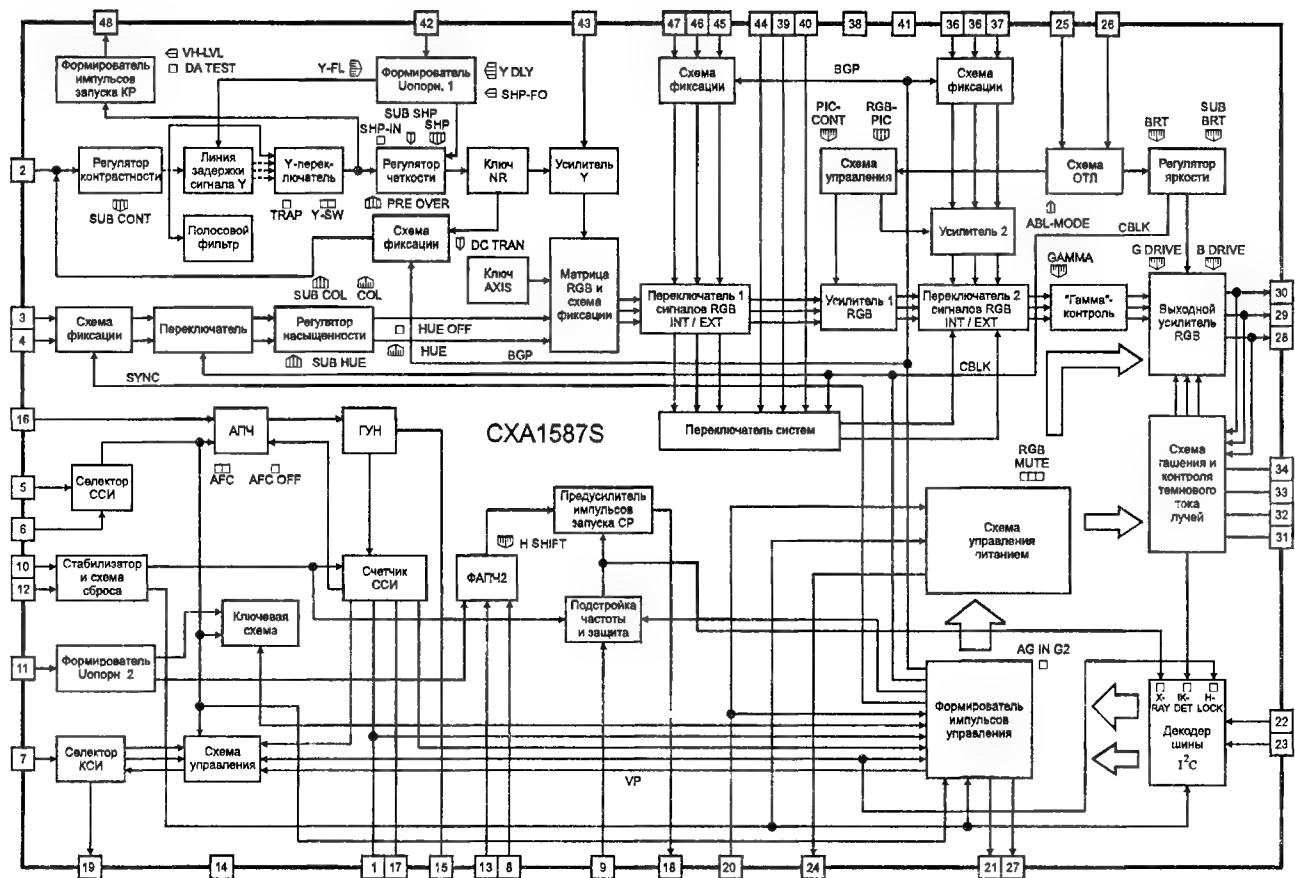 48
42
43
47 46 45
44
39
40
38
41
36 36 37
25
26
Формирователь
импульсов
запуска КР
VH-LVL
DA TEST
Y-FL
Формирователь
Uопорн. 1
Y DLY
SHP-FO
Схема
фиксации
BGP
Схема
фиксации
SUB SHP
SHP-IN
SHP
PIC-
CONT
RGB-
PIC
BRT
SUB
BRT
2
Регулятор
контрастности
Линия
задержки
сигнала Y
Y-перек-
лючатель
Регулятор
четкости
Ключ
NR
Усилитель
Y
Схема
управления
Схема
ОТЛ
Регулятор
яркости
SUB CONT
TRAP
Y-SW
PRE OVER
ABL-MODE
CBLK
Полосовой
фильтр
Схема
фиксации
DC TRAN
Усилитель 2
GAMMA
G DRIVE
B DRIVE
Ключ
AXIS
Матрица
RGB и
схема
фиксации
SUB COL
COL
3
4
Схема
фиксации
Переключатель
Регулятор
насыщенности
HUE OFF
HUE
SUB HUE
BGP
SYNC
Переключатель 1
сигналов RGB
INT / EXT
Усилитель 1
RGB
Переключатель 2
сигналов RGB
INT / EXT
"Гамма"-
контроль
Выходной
усилитель
RGB
30
29
28
CBLK
16
АПЧ
ГУН
CXA1587S
Переключатель систем
AFC
AFC OFF
5
6
Селектор
ССИ
Предусилитель
импульсов
запуска СР
RGB
MUTE
Схема
управления
питанием
Схема
гашения и
контроля
темнового
тока
лучей
34
33
32
31
H SHIFT
10
12
Стабилизатор
и схема
сброса
Счетчик
ССИ
ФАПЧ2
Ключевая
схема
Подстройка
частоты
и защита
11
Формирователь
Uопорн. 2
AG IN G2
7
Селектор
КСИ
Схема
управления
VP
Формирователь
импульсов
управления
X-
RAY
IK-
DET
H-
LOCK
Декодер
шины
I²C
22
23
19
14
1 17
15
13 8
9
18
20
24
21 27